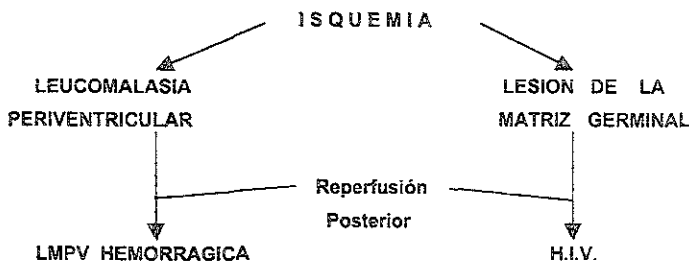 ISQUEMIA
LEUCOMALASIA
PERIVENTRICULAR
LESION DE LA
MATRIZ GERMINAL
Reperfusión
Posterior
LMPV HEMORRAGICA
H.I.V.